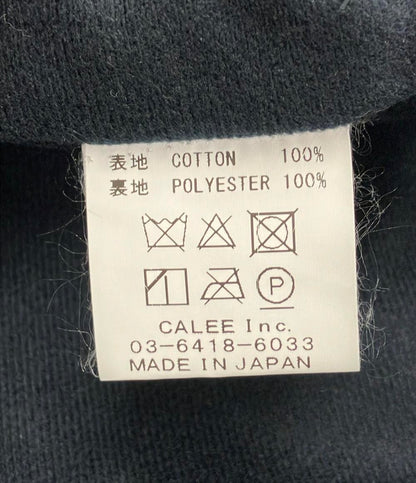 表地 COTTON 100%
裏地 POLYESTER 100%
P
CALEE Inc.
03-6418-6033
MADE IN JAPAN